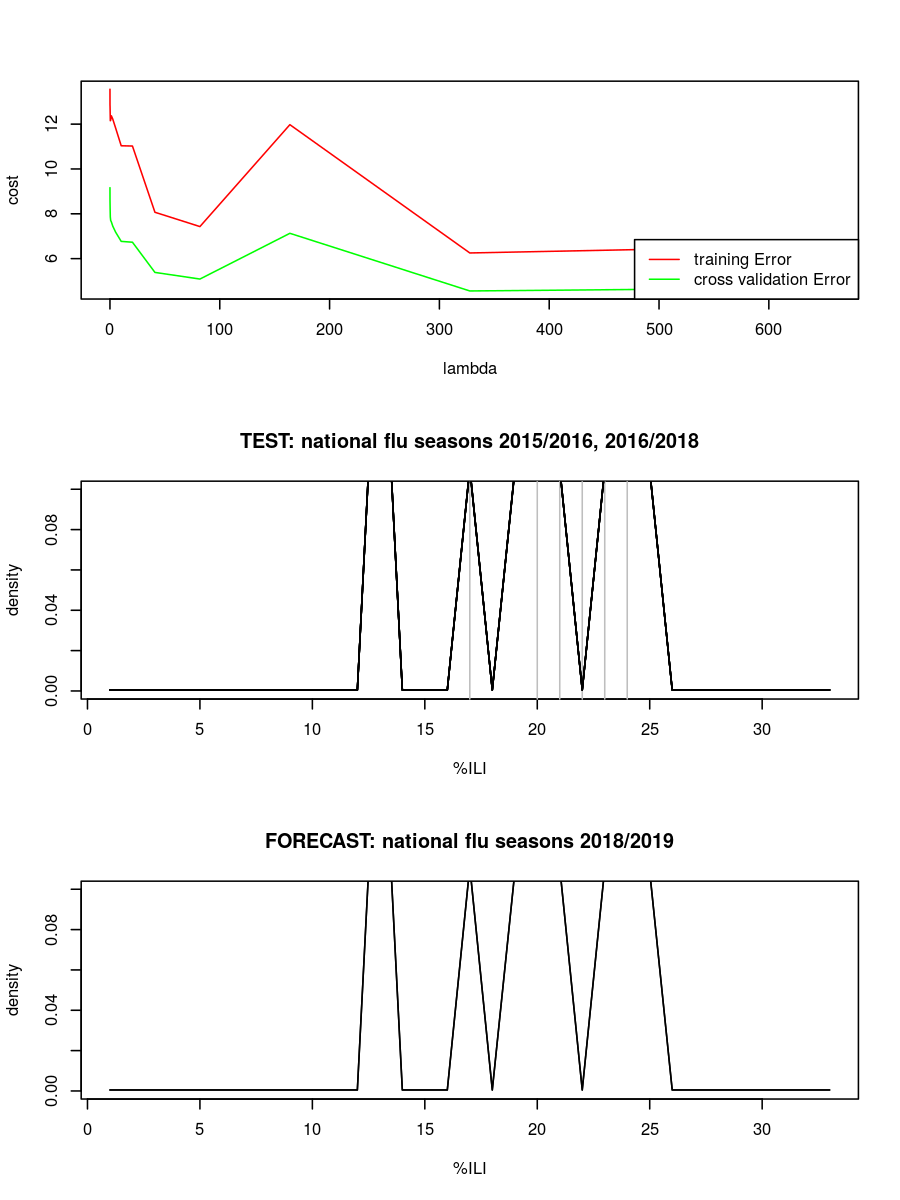 12
10
8
6
cost
training Error
cross validation Error
0 100 200 300 400 500 600
lambda
TEST: national flu seasons 2015/2016, 2016/2018
0.08
0.04
0.00
density
0 5 10 15 20 25 30
%ILI
FORECAST: national flu seasons 2018/2019
0.08
0.04
0.00
density
0 5 10 15 20 25 30
%ILI